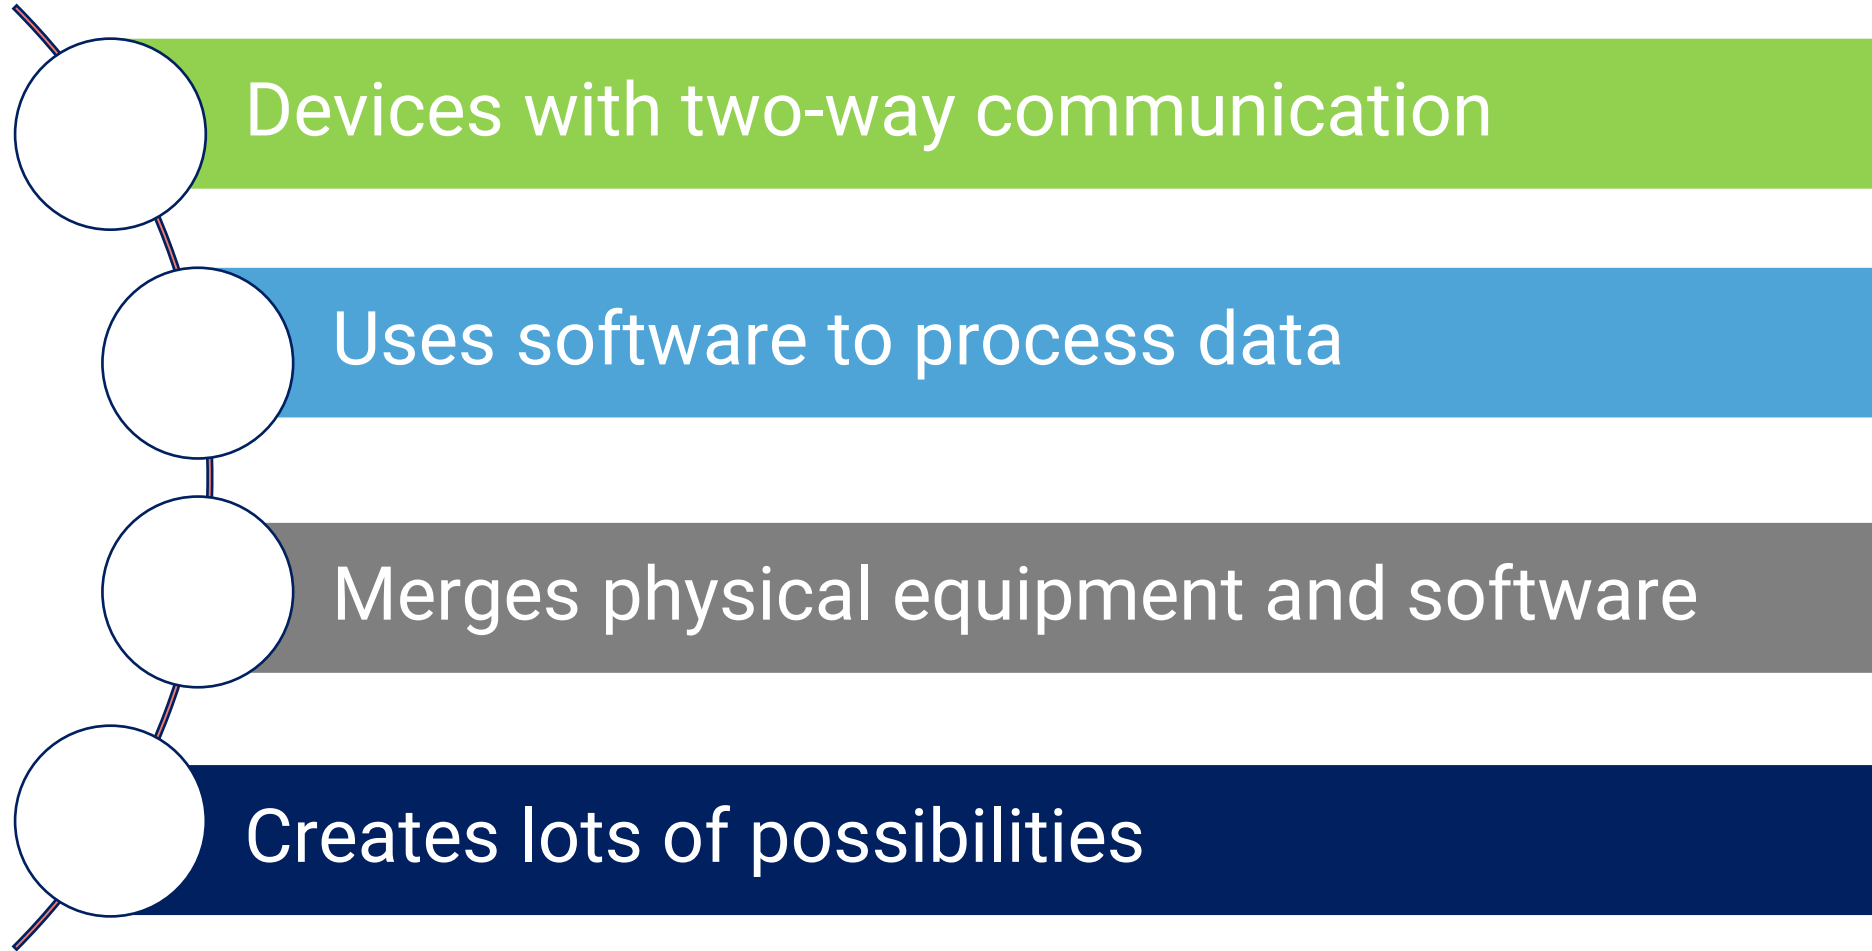 Devices with two-way communication
Uses software to process data
Merges physical equipment and software
Creates lots of possibilities